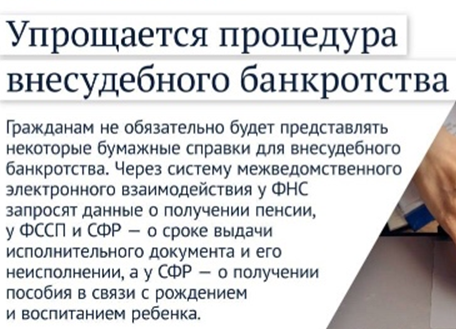 Упрощается процедура
внесудебного банкротства
Гражданам не обязательно будет представлять
некоторые бумажные справки для внесудебного
банкротства. Через систему межведомственного
электронного взаимодействия у ФНС
запросят данные о получении пенсии,
у ФССП и СФР — о сроке выдачи
исполнительного документа и его
неисполнении, а у СФР — о получении
пособия в связи с рождением
и воспитанием ребенка.